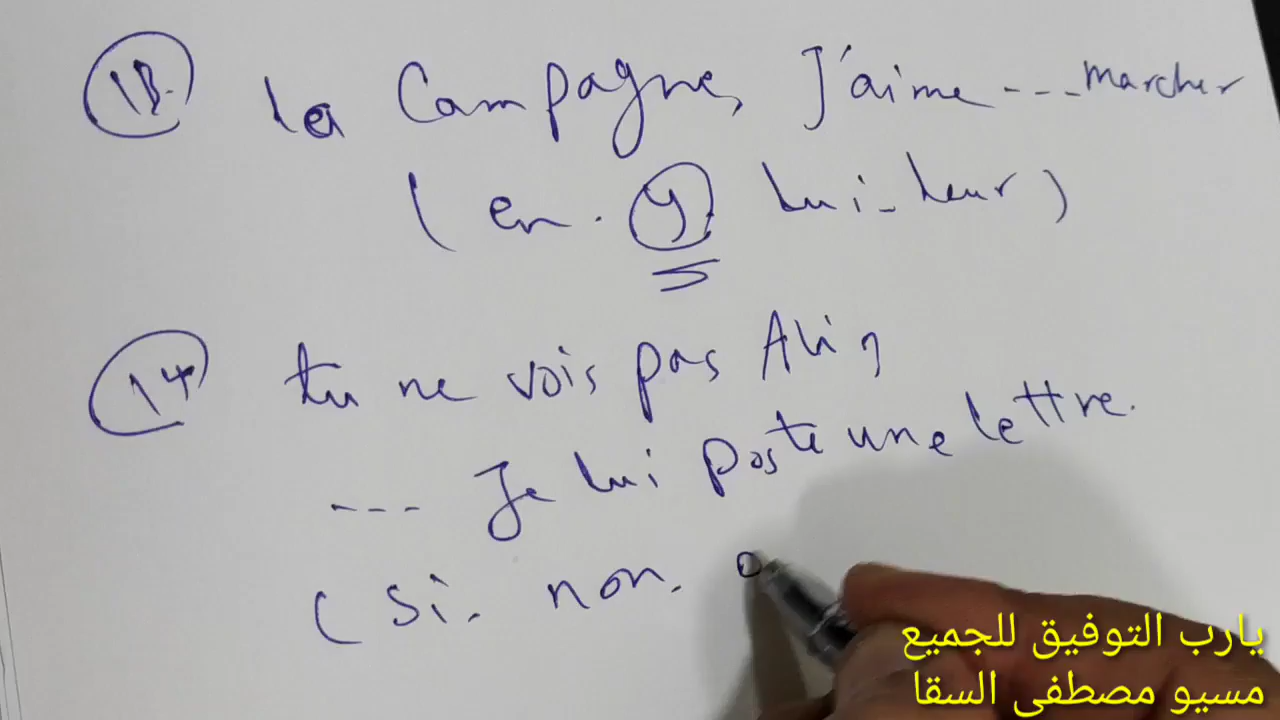 13. la Campagne, J'aime --- marcher
( en . y lui - leur )
14 tu ne vois pas Ali,
--- Je lui poste une lettre.
( si . non . o
يارب التوفيق للجميع
مسيو مصطفى السقا